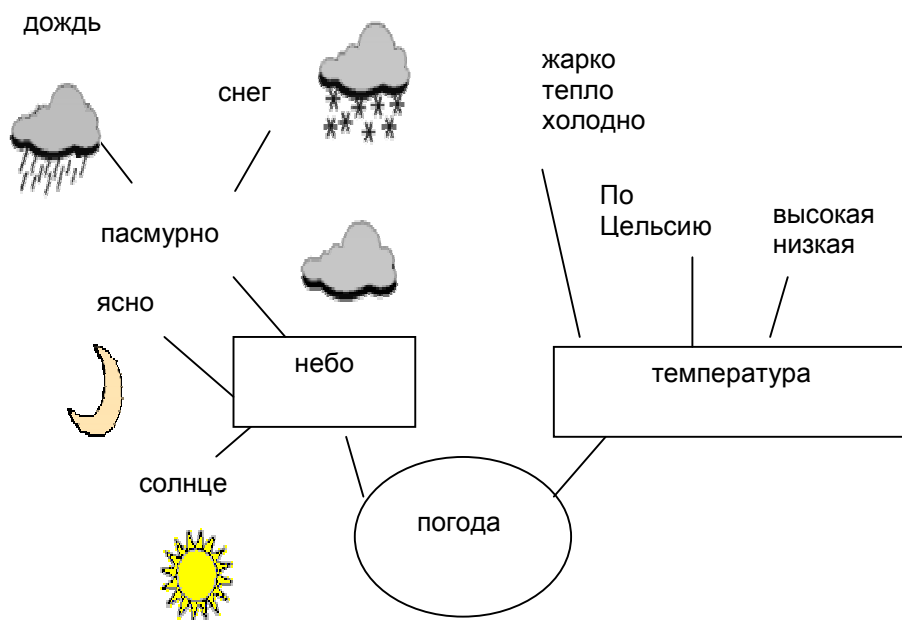 дождь
снег
жарко
тепло
холодно
По
Цельсию
высокая
низкая
пасмурно
ясно
небо
температура
солнце
погода